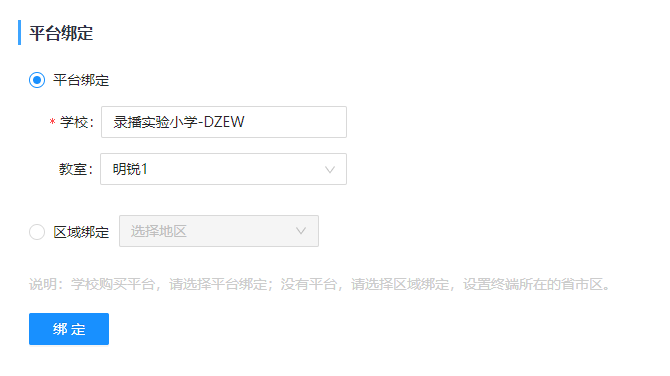 平台绑定
平台绑定
* 学校： 录播实验小学-DZEW
教室： 明锐1
区域绑定 选择地区
说明：学校购买平台，请选择平台绑定；没有平台，请选择区域绑定，设置终端所在的省市区。
绑 定